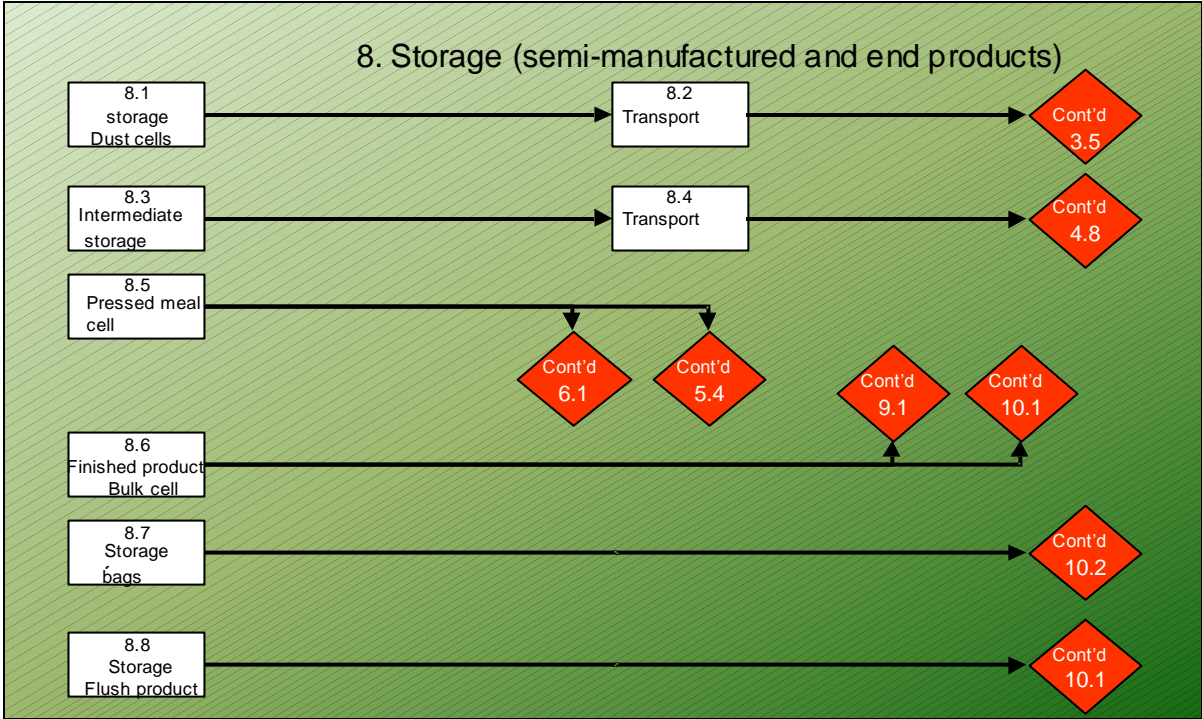 8. Storage (semi-manufactured and end products)
8.1
storage
Dust cells
8.2
Transport
Cont'd
3.5
8.3
Intermediate
storage
8.4
Transport
Cont'd
4.8
8.5
Pressed meal
cell
Cont'd
6.1
Cont'd
5.4
Cont'd
9.1
Cont'd
10.1
8.6
Finished product
Bulk cell
8.7
Storage
bags
Cont'd
10.2
8.8
Storage
Flush product
Cont'd
10.1